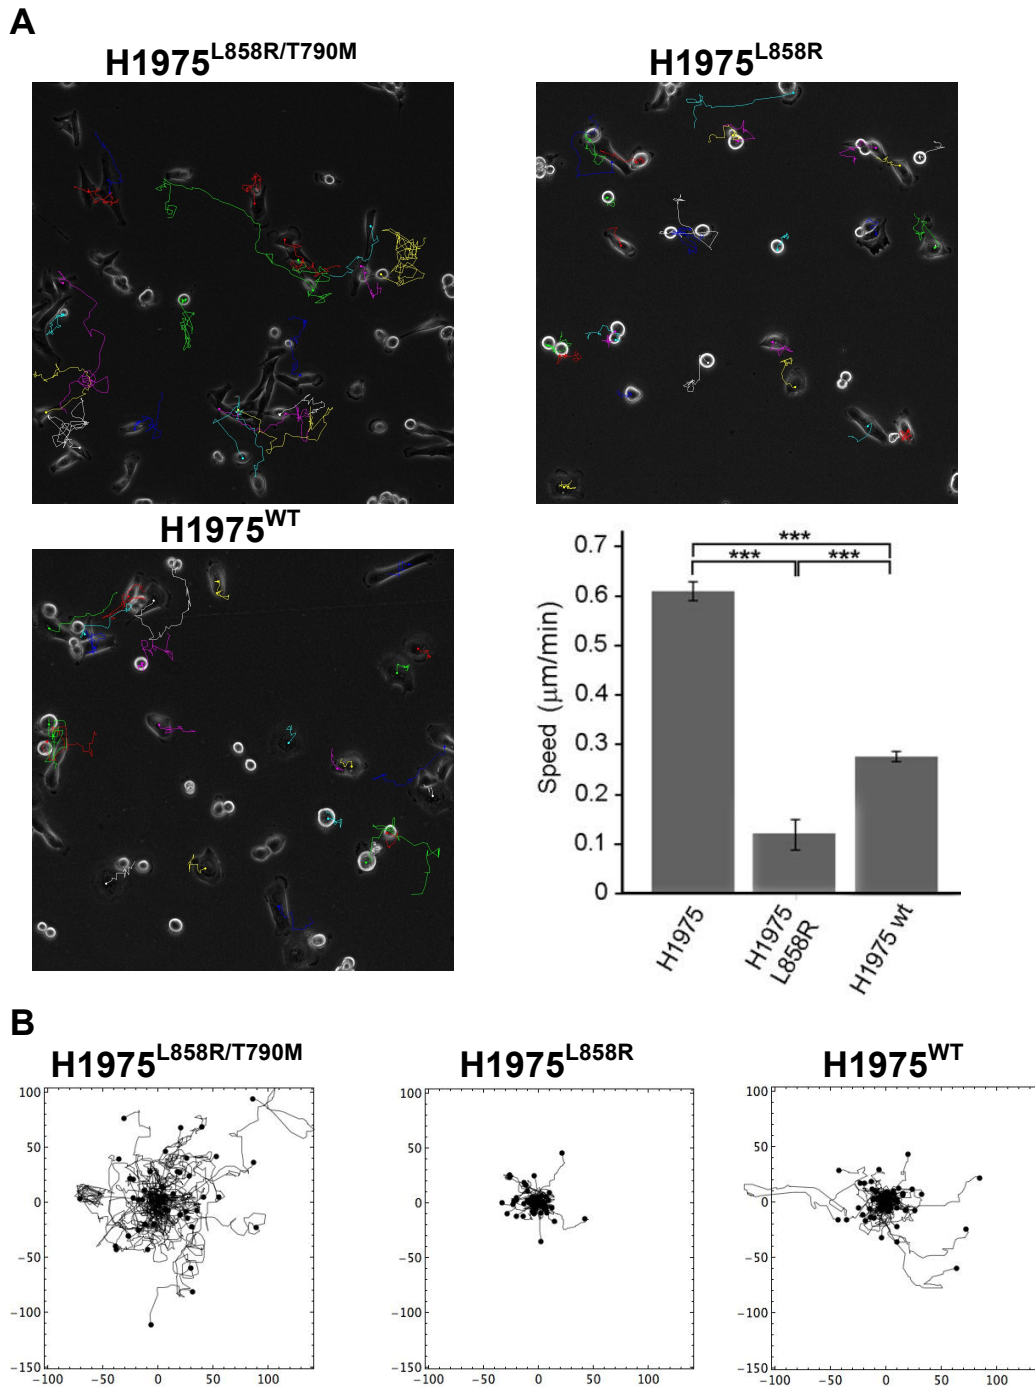 A
H1975L858R/T790M
H1975L858R
H1975WT
***
*** ***
0.7
0.6
0.5
0.4
0.3
0.2
0.1
0
Speed (μm/min)
H1975
H1975
L858R
H1975 wt
B
H1975L858R/T790M
H1975L858R
H1975WT
100
50
0
−50
−100
−150
−100 −50 0 50 100
100
50
0
−50
−100
−150
−100 −50 0 50 100
100
50
0
−50
−100
−150
−100 −50 0 50 100